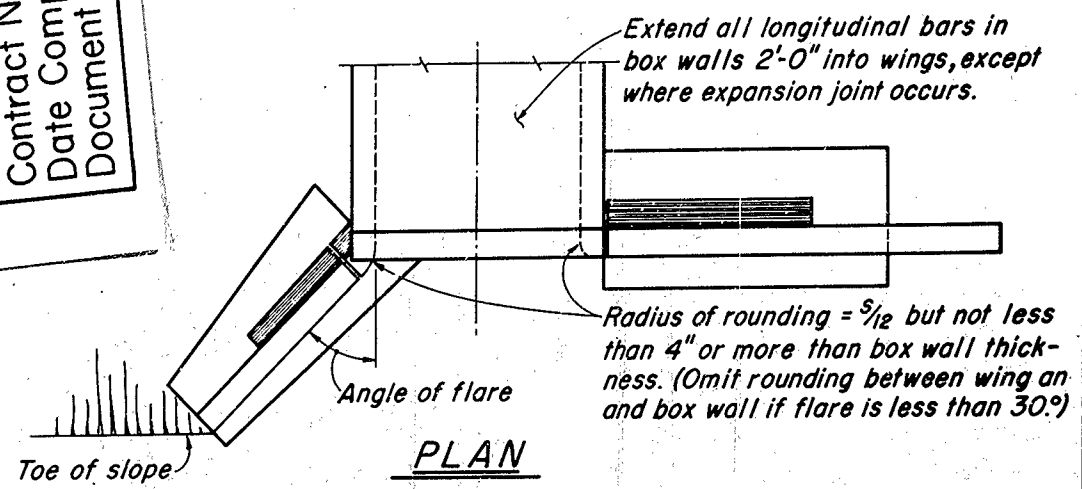 Contract N
Date Comp
Document
Extend all longitudinal bars in
box walls 2'-0" into wings, except
where expansion joint occurs.
Radius of rounding = S/12 but not less
than 4" or more than box wall thick-
ness. (Omit rounding between wing an
and box wall if flare is less than 30.°)
Angle of flare
Toe of slope
PLAN